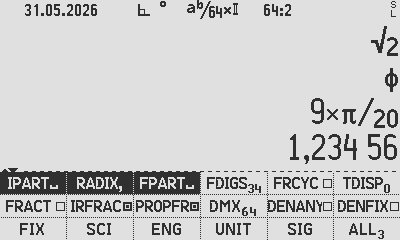 31.05.2026 ⊾° aᵇ/64×I 64:2 S L
√2
ϕ
9×π/20
1,234 56
IPART␣ RADIX, FPART␣ FDIGS34 FRCYC□ TDISP0
FRACT□ IRFRAC▣ PROPFR▣ DMX64 DENANY□ DENFIX□
FIX SCI ENG UNIT SIG ALL3